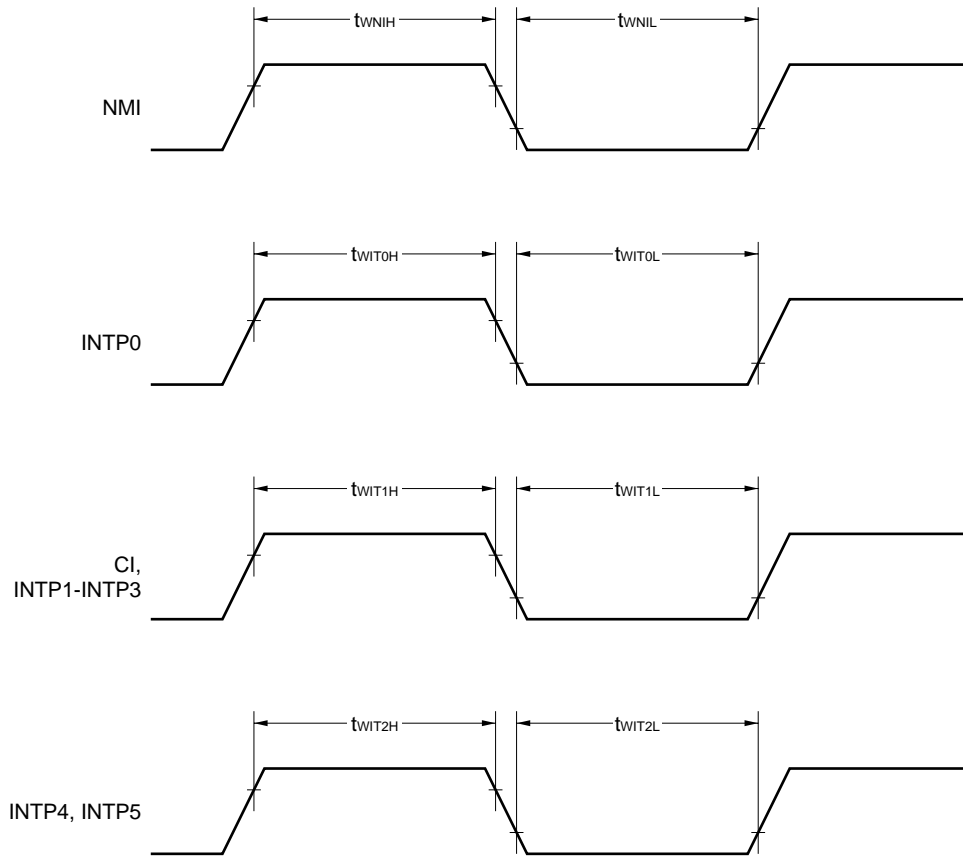 tWNIH tWNIL
NMI
tWIT0H tWIT0L
INTP0
tWIT1H tWIT1L
CI,
INTP1-INTP3
tWIT2H tWIT2L
INTP4, INTP5